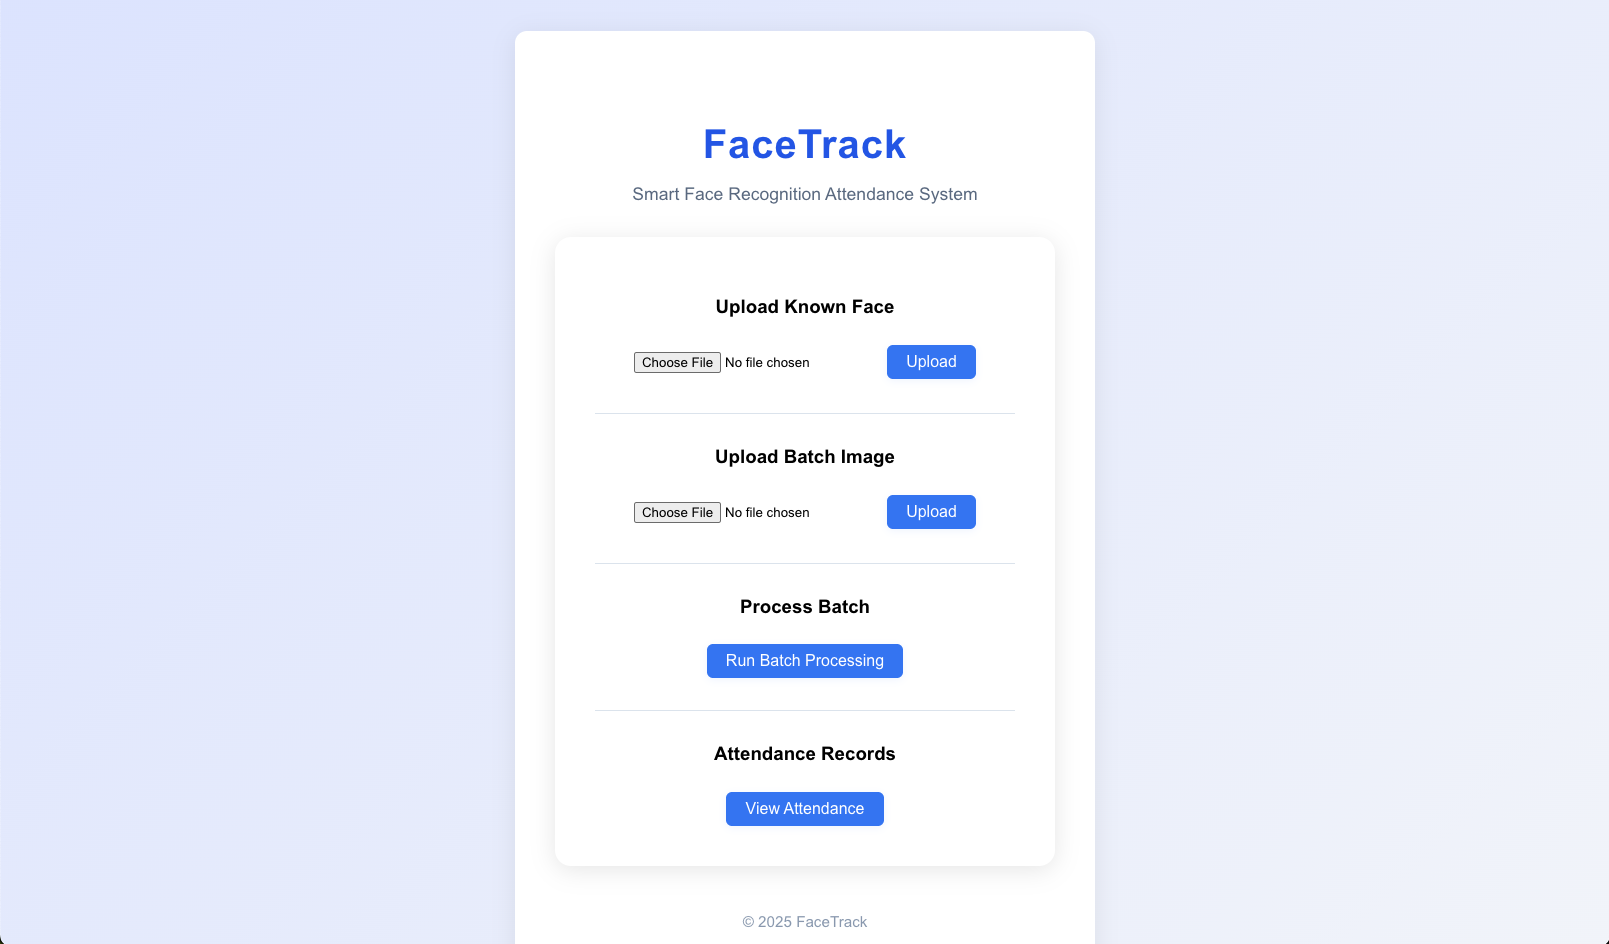 FaceTrack
Smart Face Recognition Attendance System
Upload Known Face
Choose File No file chosen Upload
Upload Batch Image
Choose File No file chosen Upload
Process Batch
Run Batch Processing
Attendance Records
View Attendance
© 2025 FaceTrack